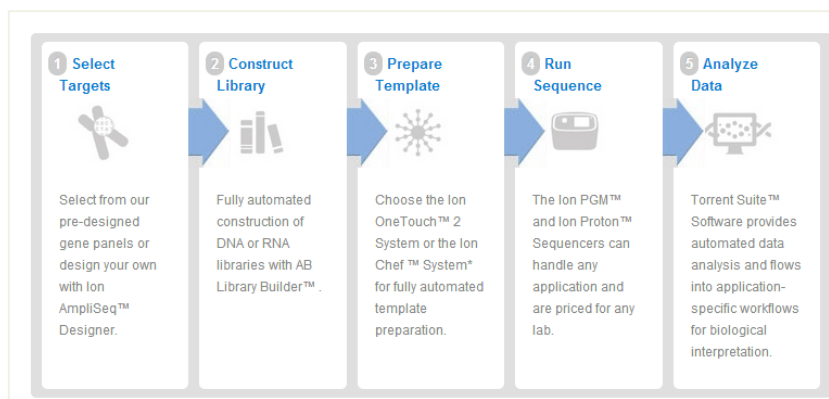 1 Select
Targets
Select from our
pre-designed
gene panels or
design your own
with Ion
AmpliSeq™
Designer.
2 Construct
Library
Fully automated
construction of
DNA or RNA
libraries with AB
Library Builder™ .
3 Prepare
Template
Choose the Ion
OneTouch™ 2
System or the Ion
Chef ™ System*
for fully automated
template
preparation.
4 Run
Sequence
The Ion PGM™
and Ion Proton™
Sequencers can
handle any
application and
are priced for any
lab.
5 Analyze
Data
Torrent Suite™
Software provides
automated data
analysis and flows
into application-
specific workflows
for biological
interpretation.